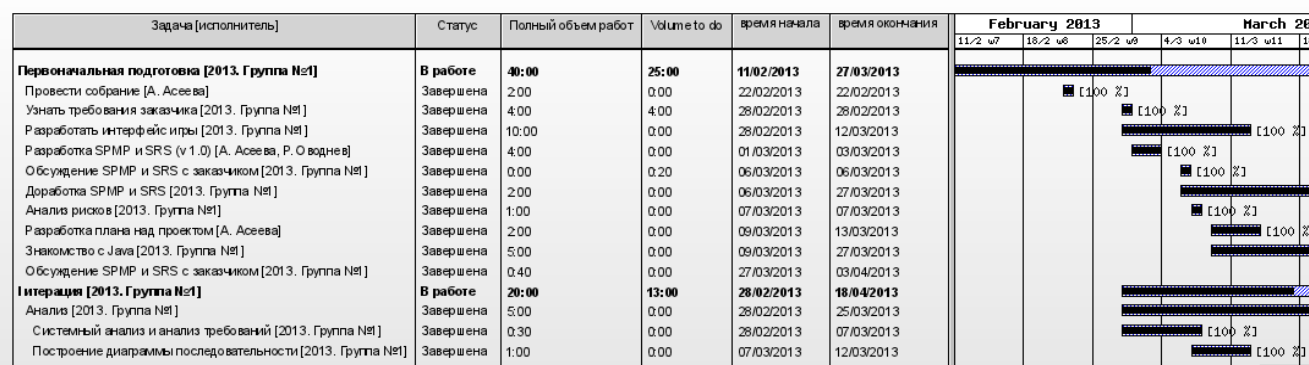 Задача [исполнитель] Статус Полный объем работ Volume to do время начала время окончания February 2013 March 20
11/2 w7 18/2 w8 25/2 w9 4/3 w10 11/3 w11 1
Первоначальная подготовка [2013. Группа №1] В работе 40:00 25:00 11/02/2013 27/03/2013
Провести собрание [А. Асеева] Завершена 2:00 0:00 22/02/2013 22/02/2013 [100 %]
Узнать требования заказчика [2013. Группа №1] Завершена 4:00 4:00 28/02/2013 28/02/2013 [100 %]
Разработать интерфейс игры [2013. Группа №1] Завершена 10:00 0:00 28/02/2013 12/03/2013 [100 %]
Разработка SPMP и SRS (v 1.0) [А. Асеева, Р. Оводнев] Завершена 4:00 0:00 01/03/2013 03/03/2013 [100 %]
Обсуждение SPMP и SRS с заказчиком [2013. Группа №1] Завершена 0:00 0:20 06/03/2013 06/03/2013 [100 %]
Доработка SPMP и SRS [2013. Группа №1] Завершена 2:00 0:00 06/03/2013 27/03/2013
Анализ рисков [2013. Группа №1] Завершена 1:00 0:00 07/03/2013 07/03/2013 [100 %]
Разработка плана над проектом [А. Асеева] Завершена 2:00 0:00 09/03/2013 13/03/2013 [100 %
Знакомство с Java [2013. Группа №1] Завершена 5:00 0:00 09/03/2013 27/03/2013
Обсуждение SPMP и SRS с заказчиком [2013. Группа №1] Завершена 0:40 0:00 27/03/2013 03/04/2013
I итерация [2013. Группа №1] В работе 20:00 13:00 28/02/2013 18/04/2013
Анализ [2013. Группа №1] Завершена 5:00 0:00 28/02/2013 25/03/2013
Системный анализ и анализ требований [2013. Группа №1] Завершена 0:30 0:00 28/02/2013 07/03/2013 [100 %]
Построение диаграммы последовательности [2013. Группа №1] Завершена 1:00 0:00 07/03/2013 12/03/2013 [100 %]